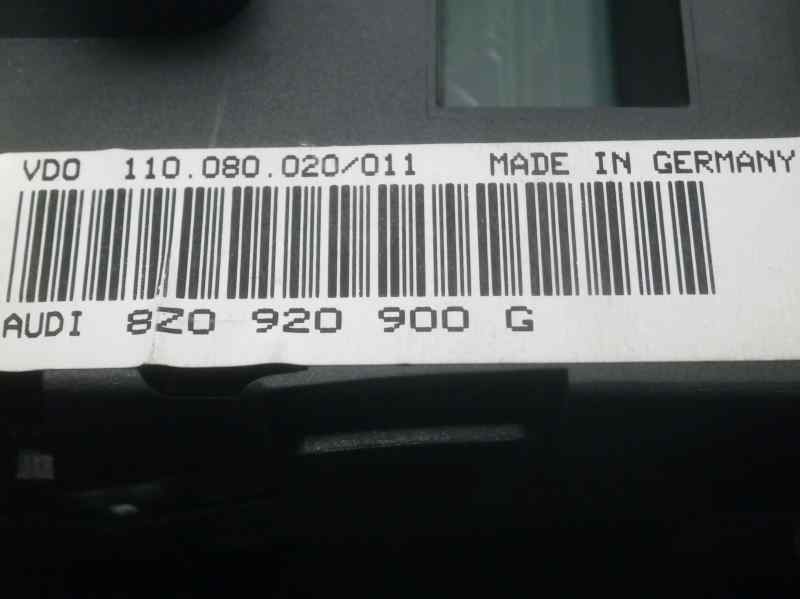 VDO 110.080.020/011 MADE IN GERMANY
AUDI 8Z0 920 900 G